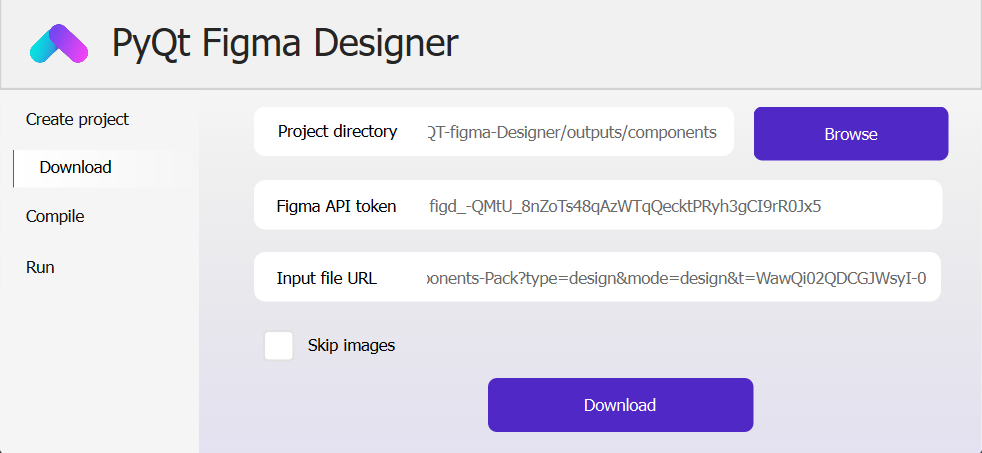 PyQt Figma Designer
Create project
Download
Compile
Run
Project directory QT-figma-Designer/outputs/components
Browse
Figma API token figd_-QMtU_8nZoTs48qAzWTqQecktPRyh3gCI9rR0Jx5
Input file URL ponents-Pack?type=design&mode=design&t=WawQi02QDCGJWsyI-0
Skip images
Download